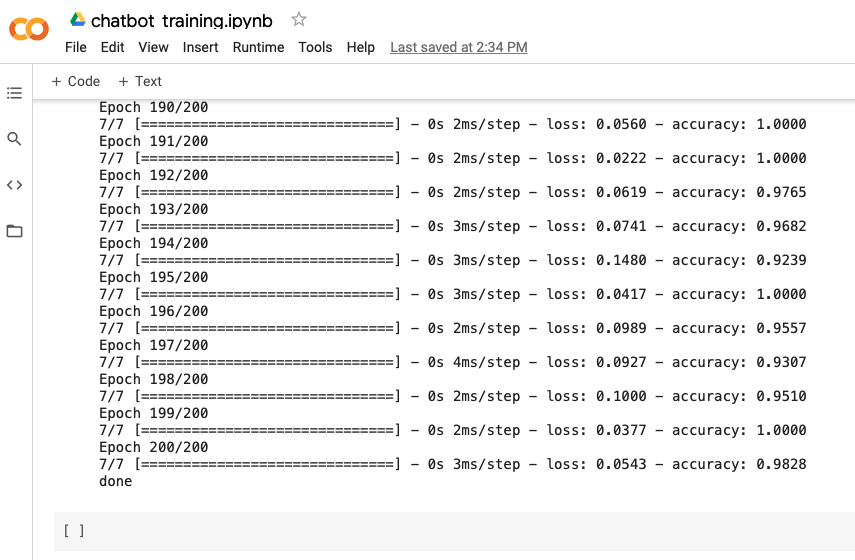 chatbot_training.ipynb
File Edit View Insert Runtime Tools Help Last saved at 2:34 PM
+ Code + Text
Epoch 190/200
7/7 [==============================] - 0s 2ms/step - loss: 0.0560 - accuracy: 1.0000
Epoch 191/200
7/7 [==============================] - 0s 2ms/step - loss: 0.0222 - accuracy: 1.0000
Epoch 192/200
7/7 [==============================] - 0s 2ms/step - loss: 0.0619 - accuracy: 0.9765
Epoch 193/200
7/7 [==============================] - 0s 3ms/step - loss: 0.0741 - accuracy: 0.9682
Epoch 194/200
7/7 [==============================] - 0s 3ms/step - loss: 0.1480 - accuracy: 0.9239
Epoch 195/200
7/7 [==============================] - 0s 3ms/step - loss: 0.0417 - accuracy: 1.0000
Epoch 196/200
7/7 [==============================] - 0s 2ms/step - loss: 0.0989 - accuracy: 0.9557
Epoch 197/200
7/7 [==============================] - 0s 4ms/step - loss: 0.0927 - accuracy: 0.9307
Epoch 198/200
7/7 [==============================] - 0s 2ms/step - loss: 0.1000 - accuracy: 0.9510
Epoch 199/200
7/7 [==============================] - 0s 2ms/step - loss: 0.0377 - accuracy: 1.0000
Epoch 200/200
7/7 [==============================] - 0s 3ms/step - loss: 0.0543 - accuracy: 0.9828
done
[ ]